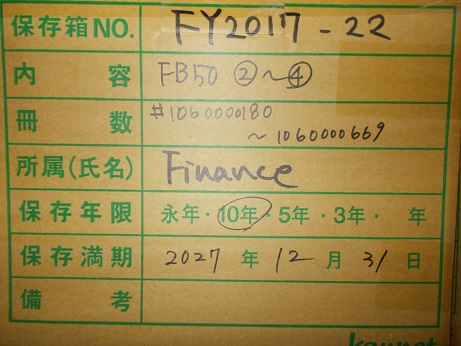 保存箱NO. FY2017-22
内容 FB50 ②~④
冊数 #1060000180
~1060000669
所属(氏名) Finance
保存年限 永年・10年・5年・3年・ 年
保存満期 2027年12月31日
備考